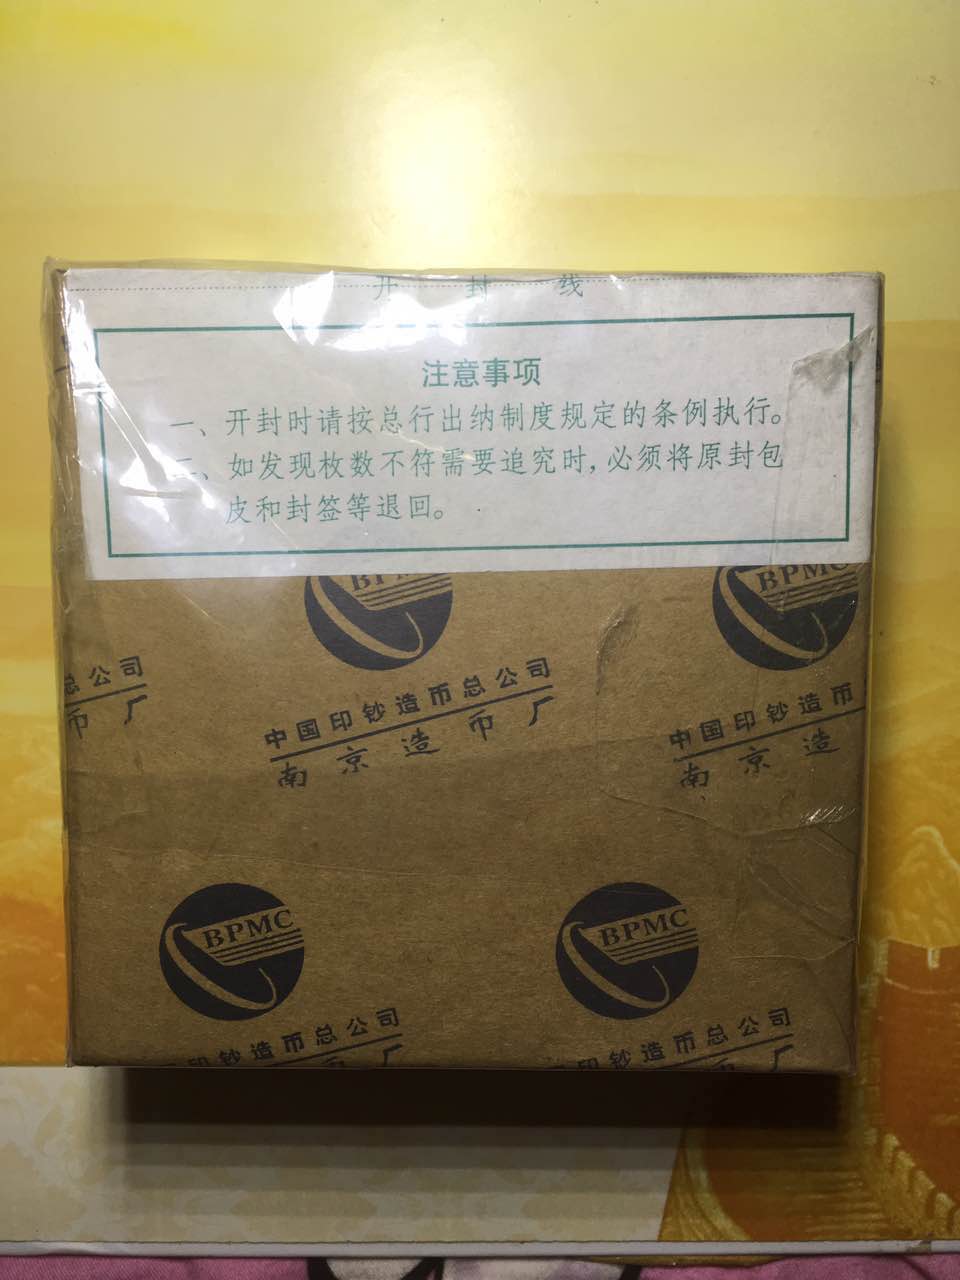 开 封 线
注意事项
一、开封时请按总行出纳制度规定的条例执行。
二、如发现枚数不符需要追究时,必须将原封包
皮和封签等退回。
BPMC
BPMC
总公司
币厂
中国印钞造币总公司
南京造币厂
中国印钞造币
南京造
BPMC
BPMC
印钞造币总公司
印钞造币总公司